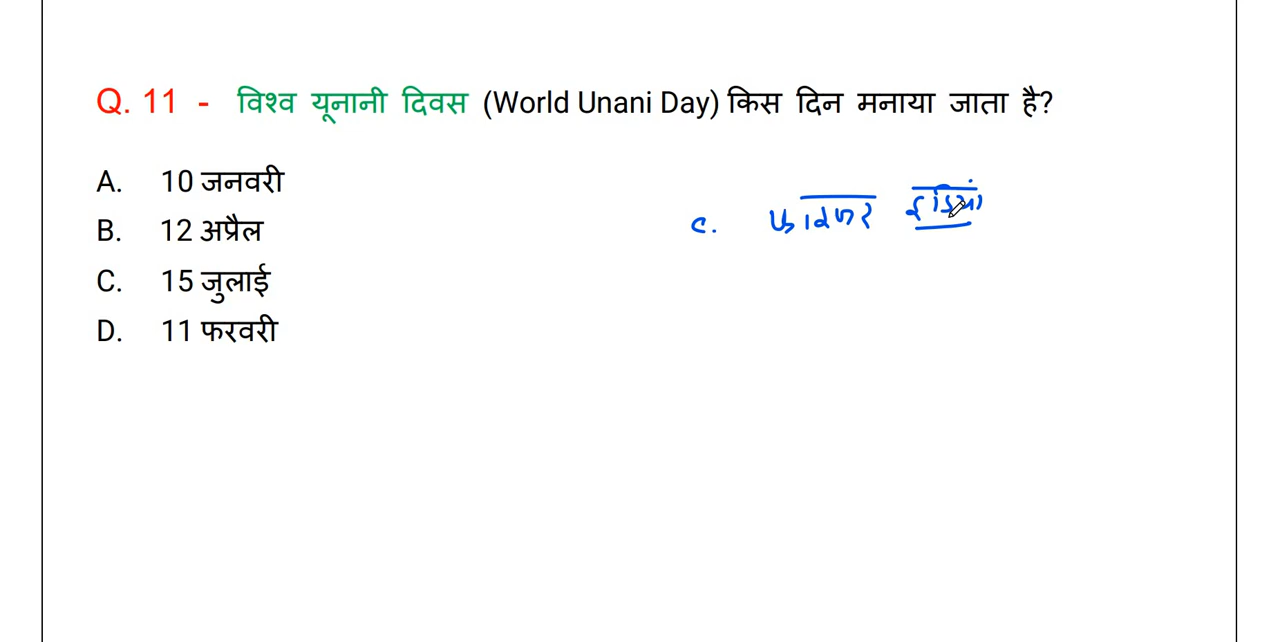 Q. 11 - विश्व यूनानी दिवस (World Unani Day) किस दिन मनाया जाता है?
A. 10 जनवरी
B. 12 अप्रैल
C. 15 जुलाई
D. 11 फरवरी
C.